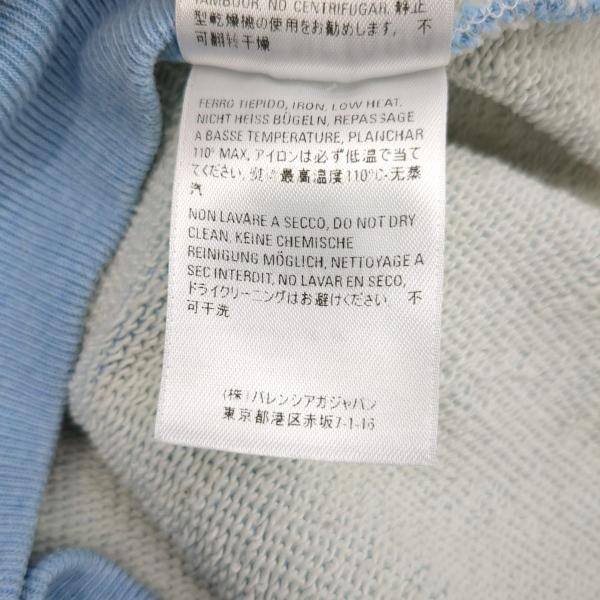 TAMBOUR, NO CENTRIFUGAR. 静止
型乾燥機の使用をお勧めします. 不
可翻转干燥
FERRO TIEPIDO, IRON, LOW HEAT,
NICHT HEISS BÜGELN, REPASSAGE
A BASSE TEMPERATURE, PLANCHAR
110° MAX, アイロンは必ず低温で当て
てください, 熨 最高温度110°C-无蒸
汽
NON LAVARE A SECCO, DO NOT DRY
CLEAN, KEINE CHEMISCHE
REINIGUNG MÖGLICH, NETTOYAGE A
SEC INTERDIT, NO LAVAR EN SECO,
ドライクリーニングはお避けください, 不
可干洗
(株) バレンシアガジャパン
東京都港区赤坂7-1-16